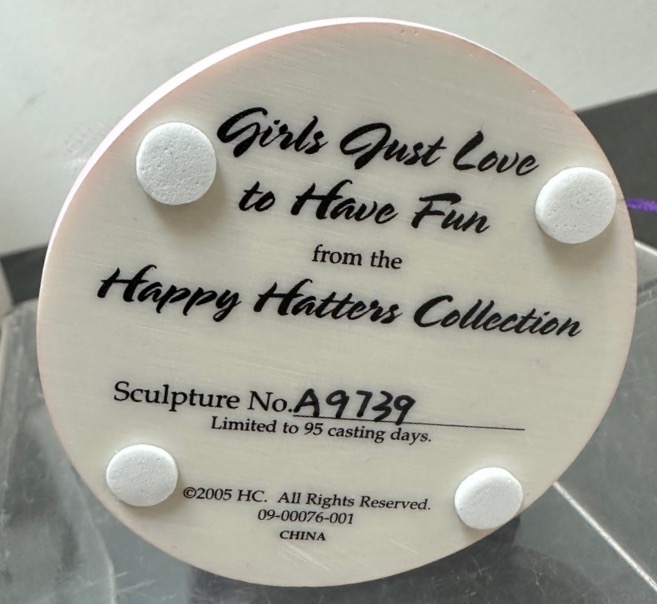 Girls Just Love
to Have Fun
from the
Happy Hatters Collection
Sculpture No. A9739
Limited to 95 casting days.
©2005 HC. All Rights Reserved.
09-00076-001
CHINA